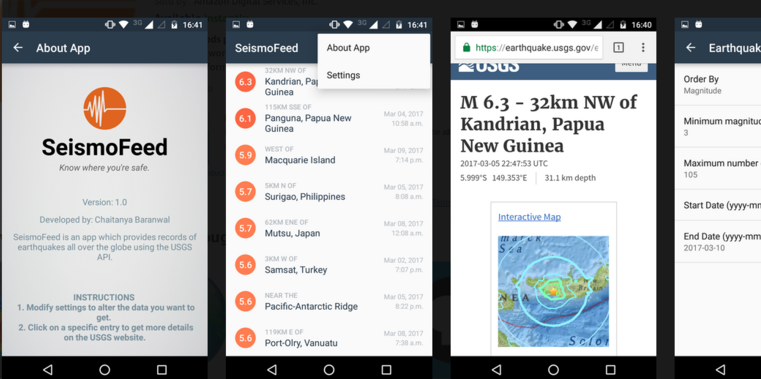 3G 16:41
About App
SeismoFeed
Know where you're safe.
Version: 1.0
Developed by: Chaitanya Baranwal
SeismoFeed is an app which provides records of
earthquakes all over the globe using the USGS
API.
INSTRUCTIONS
1. Modify settings to alter the data you want to
get.
2. Click on a specific entry to get more details
on the USGS website.
3G 16:41
SeismoFeed
About App
Settings
32KM NW OF
6.3 Kandrian, Pap
Guinea
115KM SSE OF
6.1 Panguna, Papua New
Guinea
Mar 04, 2017
10:58 a.m.
WEST OF
5.9 Macquarie Island
Mar 09, 2017
7:14 p.m.
5KM N OF
5.7 Surigao, Philippines
Mar 05, 2017
8:08 a.m.
62KM ENE OF
5.7 Mutsu, Japan
Mar 08, 2017
12:08 a.m.
3KM W OF
5.6 Samsat, Turkey
Mar 02, 2017
7:07 p.m.
NEAR THE
5.6 Pacific-Antarctic Ridge
Mar 05, 2017
8:22 p.m.
119KM E OF
5.6 Port-Olry, Vanuatu
Mar 08, 2017
7:38 a.m.
3G 16:40
https://earthquake.usgs.gov/e
1
USGS
Menu
M 6.3 - 32km NW of
Kandrian, Papua
New Guinea
2017-03-05 22:47:53 UTC
5.999°S 149.353°E 31.1 km depth
Interactive Map
Sea
NEA
Solo
Earthquak
Order By
Magnitude
Minimum magnitud
3
Maximum number
105
Start Date (yyyy-mm
End Date (yyyy-mm
2017-03-10